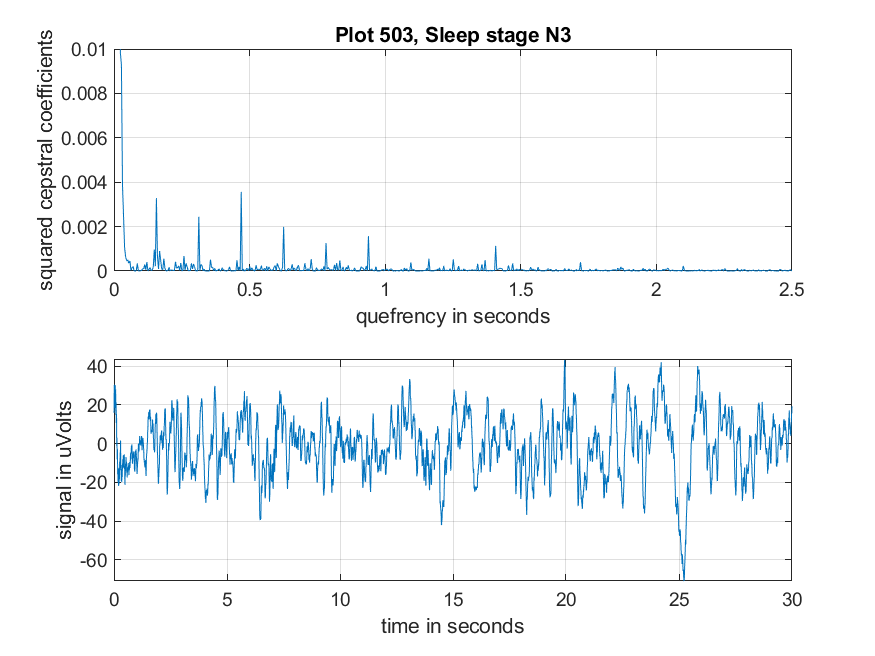 Plot 503, Sleep stage N3
squared cepstral coefficients
0.01
0.008
0.006
0.004
0.002
0
0 0.5 1 1.5 2 2.5
quefrency in seconds
signal in uVolts
40
20
0
-20
-40
-60
0 5 10 15 20 25 30
time in seconds